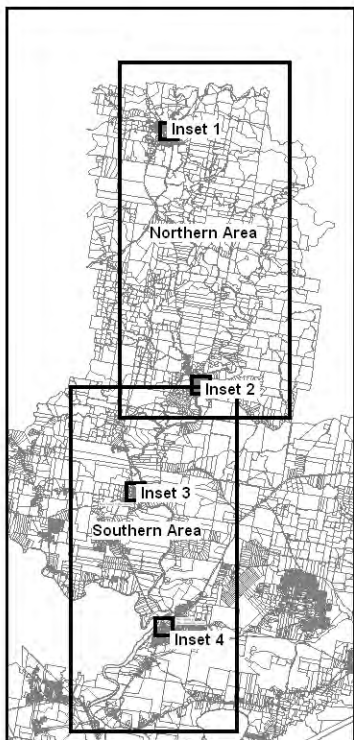 Inset 1
Northern Area
Inset 2
Inset 3
Southern Area
Inset 4